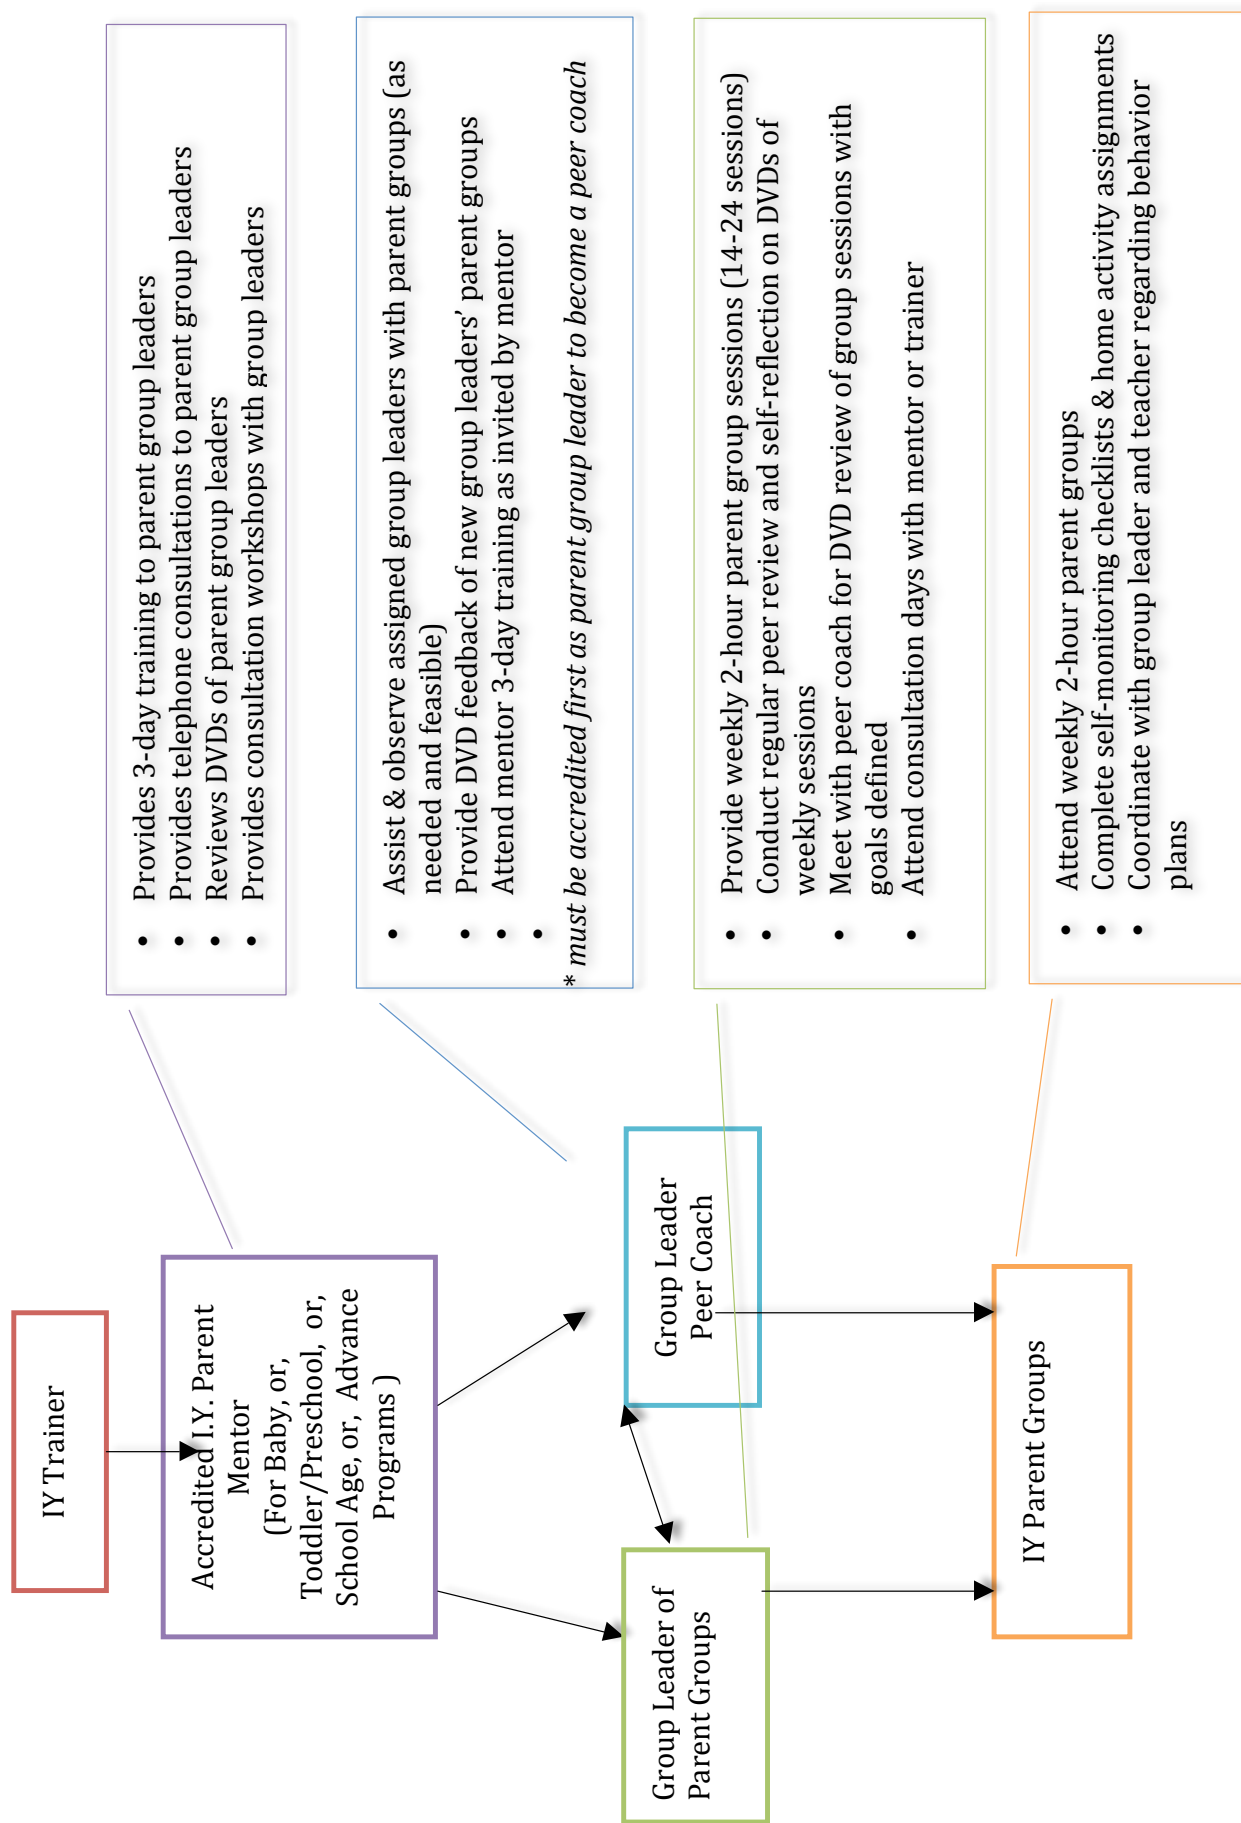 IY Trainer
Accredited I.Y. Parent
Mentor
(For Baby, or,
Toddler/Preschool, or,
School Age, or, Advance
Programs )
Group Leader of
Parent Groups
Group Leader
Peer Coach
IY Parent Groups
• Provides 3-day training to parent group leaders
• Provides telephone consultations to parent group leaders
• Reviews DVDs of parent group leaders
• Provides consultation workshops with group leaders
• Assist & observe assigned group leaders with parent groups (as
needed and feasible)
• Provide DVD feedback of new group leaders’ parent groups
• Attend mentor 3-day training as invited by mentor
•
* must be accredited first as parent group leader to become a peer coach
• Provide weekly 2-hour parent group sessions (14-24 sessions)
• Conduct regular peer review and self-reflection on DVDs of
weekly sessions
• Meet with peer coach for DVD review of group sessions with
goals defined
• Attend consultation days with mentor or trainer
• Attend weekly 2-hour parent groups
• Complete self-monitoring checklists & home activity assignments
• Coordinate with group leader and teacher regarding behavior
plans